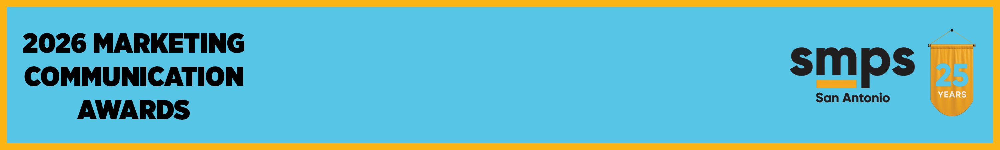 2026 MARKETING
COMMUNICATION
AWARDS
smps
San Antonio
25
YEARS